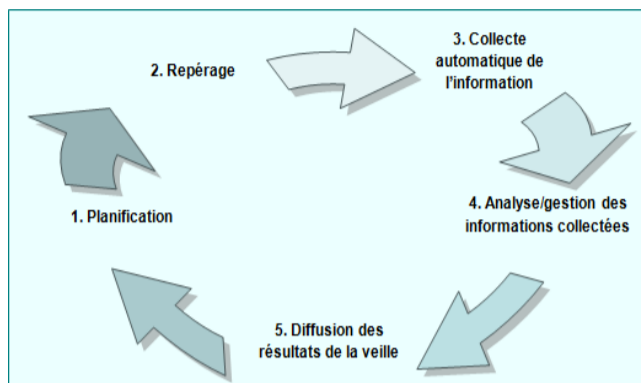 1. Planification
2. Repérage
3. Collecte
automatique de
l'information
4. Analyse/gestion des
informations collectées
5. Diffusion des
résultats de la veille